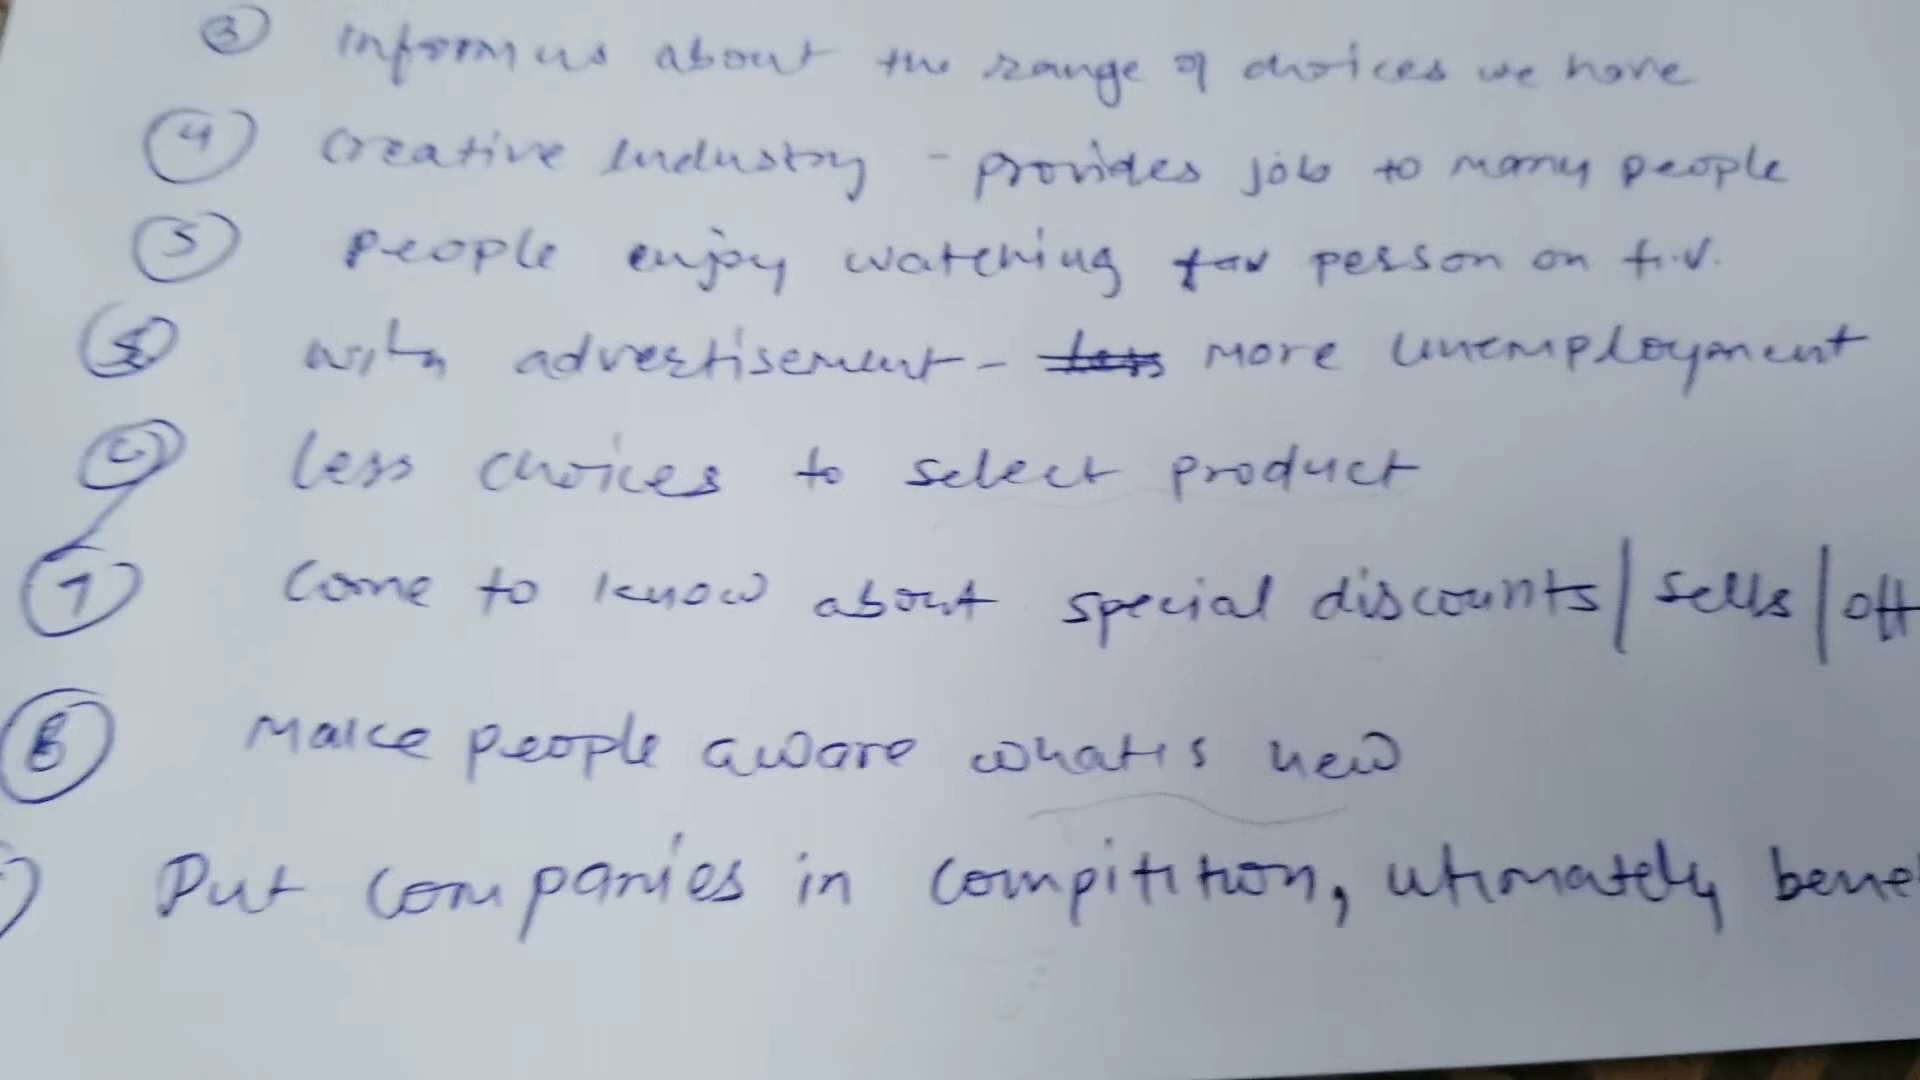 ③ Inform us about the range of choices we have
④ Creative Industry - provides job to many people
⑤ People enjoy watching person on t.v.
with advertisement - less more unemployment
⑥ less choices to select product
⑦ Come to know about special discounts / sells / off
⑧ Make people aware what is new
Put companies in compitition, utimately bene